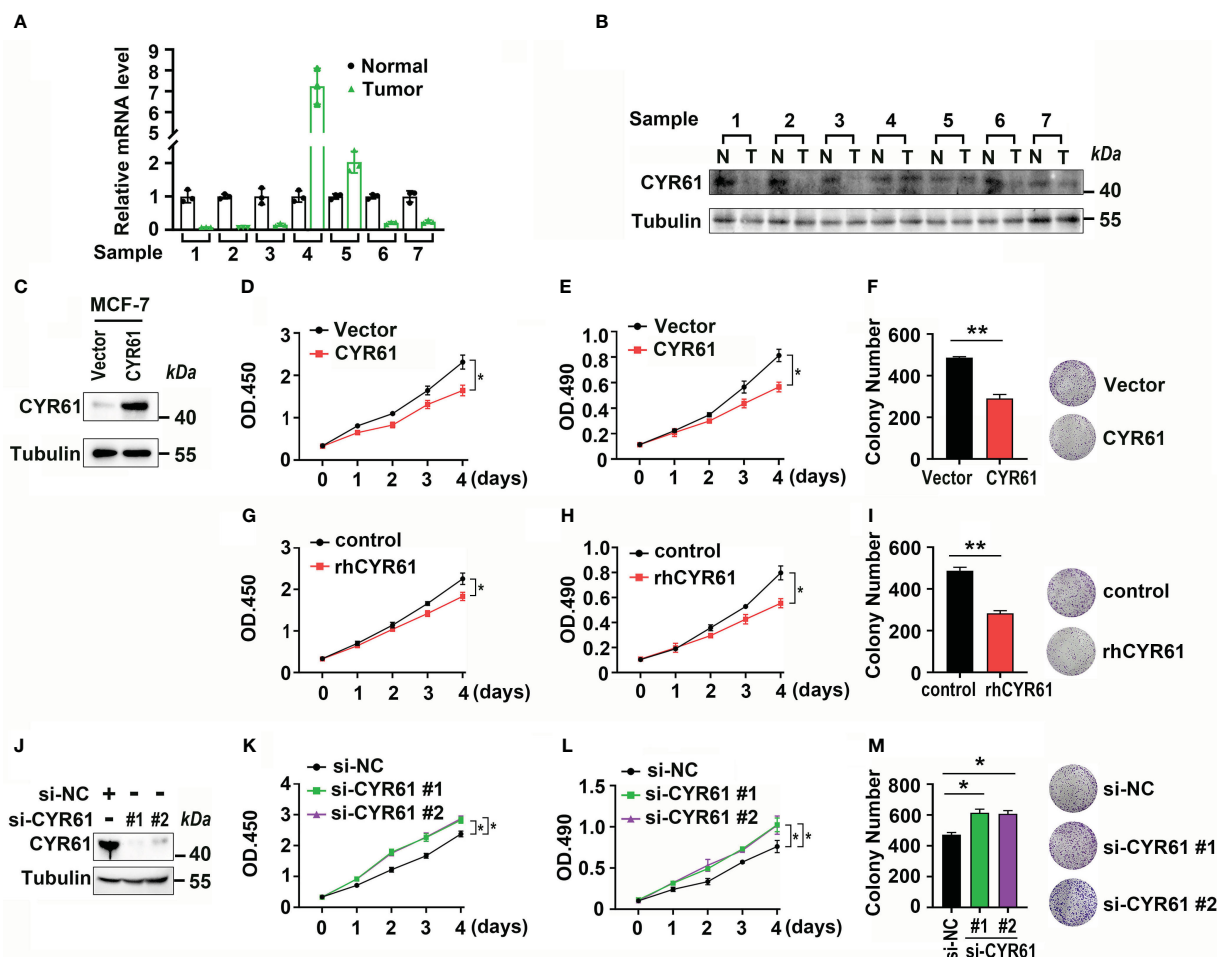 A
Relative mRNA level
9
8
7
6
5
2
1
0
Normal
Tumor
Sample 1 2 3 4 5 6 7
B
Sample 1 2 3 4 5 6 7
N T N T N T N T N T N T N T kDa
CYR61 40
Tubulin 55
C
MCF-7
Vector CYR61 kDa
CYR61 40
Tubulin 55
D
OD.450
3
2
1
0
Vector
CYR61
*
0 1 2 3 4 (days)
E
OD.490
1.0
0.8
0.6
0.4
0.2
0
Vector
CYR61
*
0 1 2 3 4 (days)
F
Colony Number
600
400
200
0
**
Vector CYR61
Vector
CYR61
G
OD.450
3
2
1
0
control
rhCYR61
*
0 1 2 3 4 (days)
H
OD.490
1.0
0.8
0.6
0.4
0.2
0
control
rhCYR61
*
0 1 2 3 4 (days)
I
Colony Number
600
400
200
0
**
control rhCYR61
control
rhCYR61
J
si-NC + - -
si-CYR61 - #1 #2 kDa
CYR61 40
Tubulin 55
K
OD.450
4
3
2
1
0
si-NC
si-CYR61 #1
si-CYR61 #2
* *
0 1 2 3 4 (days)
L
OD.490
1.5
1.0
0.5
0
si-NC
si-CYR61 #1
si-CYR61 #2
* *
0 1 2 3 4 (days)
M
Colony Number
800
600
400
200
0
*
*
si-NC #1 #2
si-CYR61
si-NC
si-CYR61 #1
si-CYR61 #2